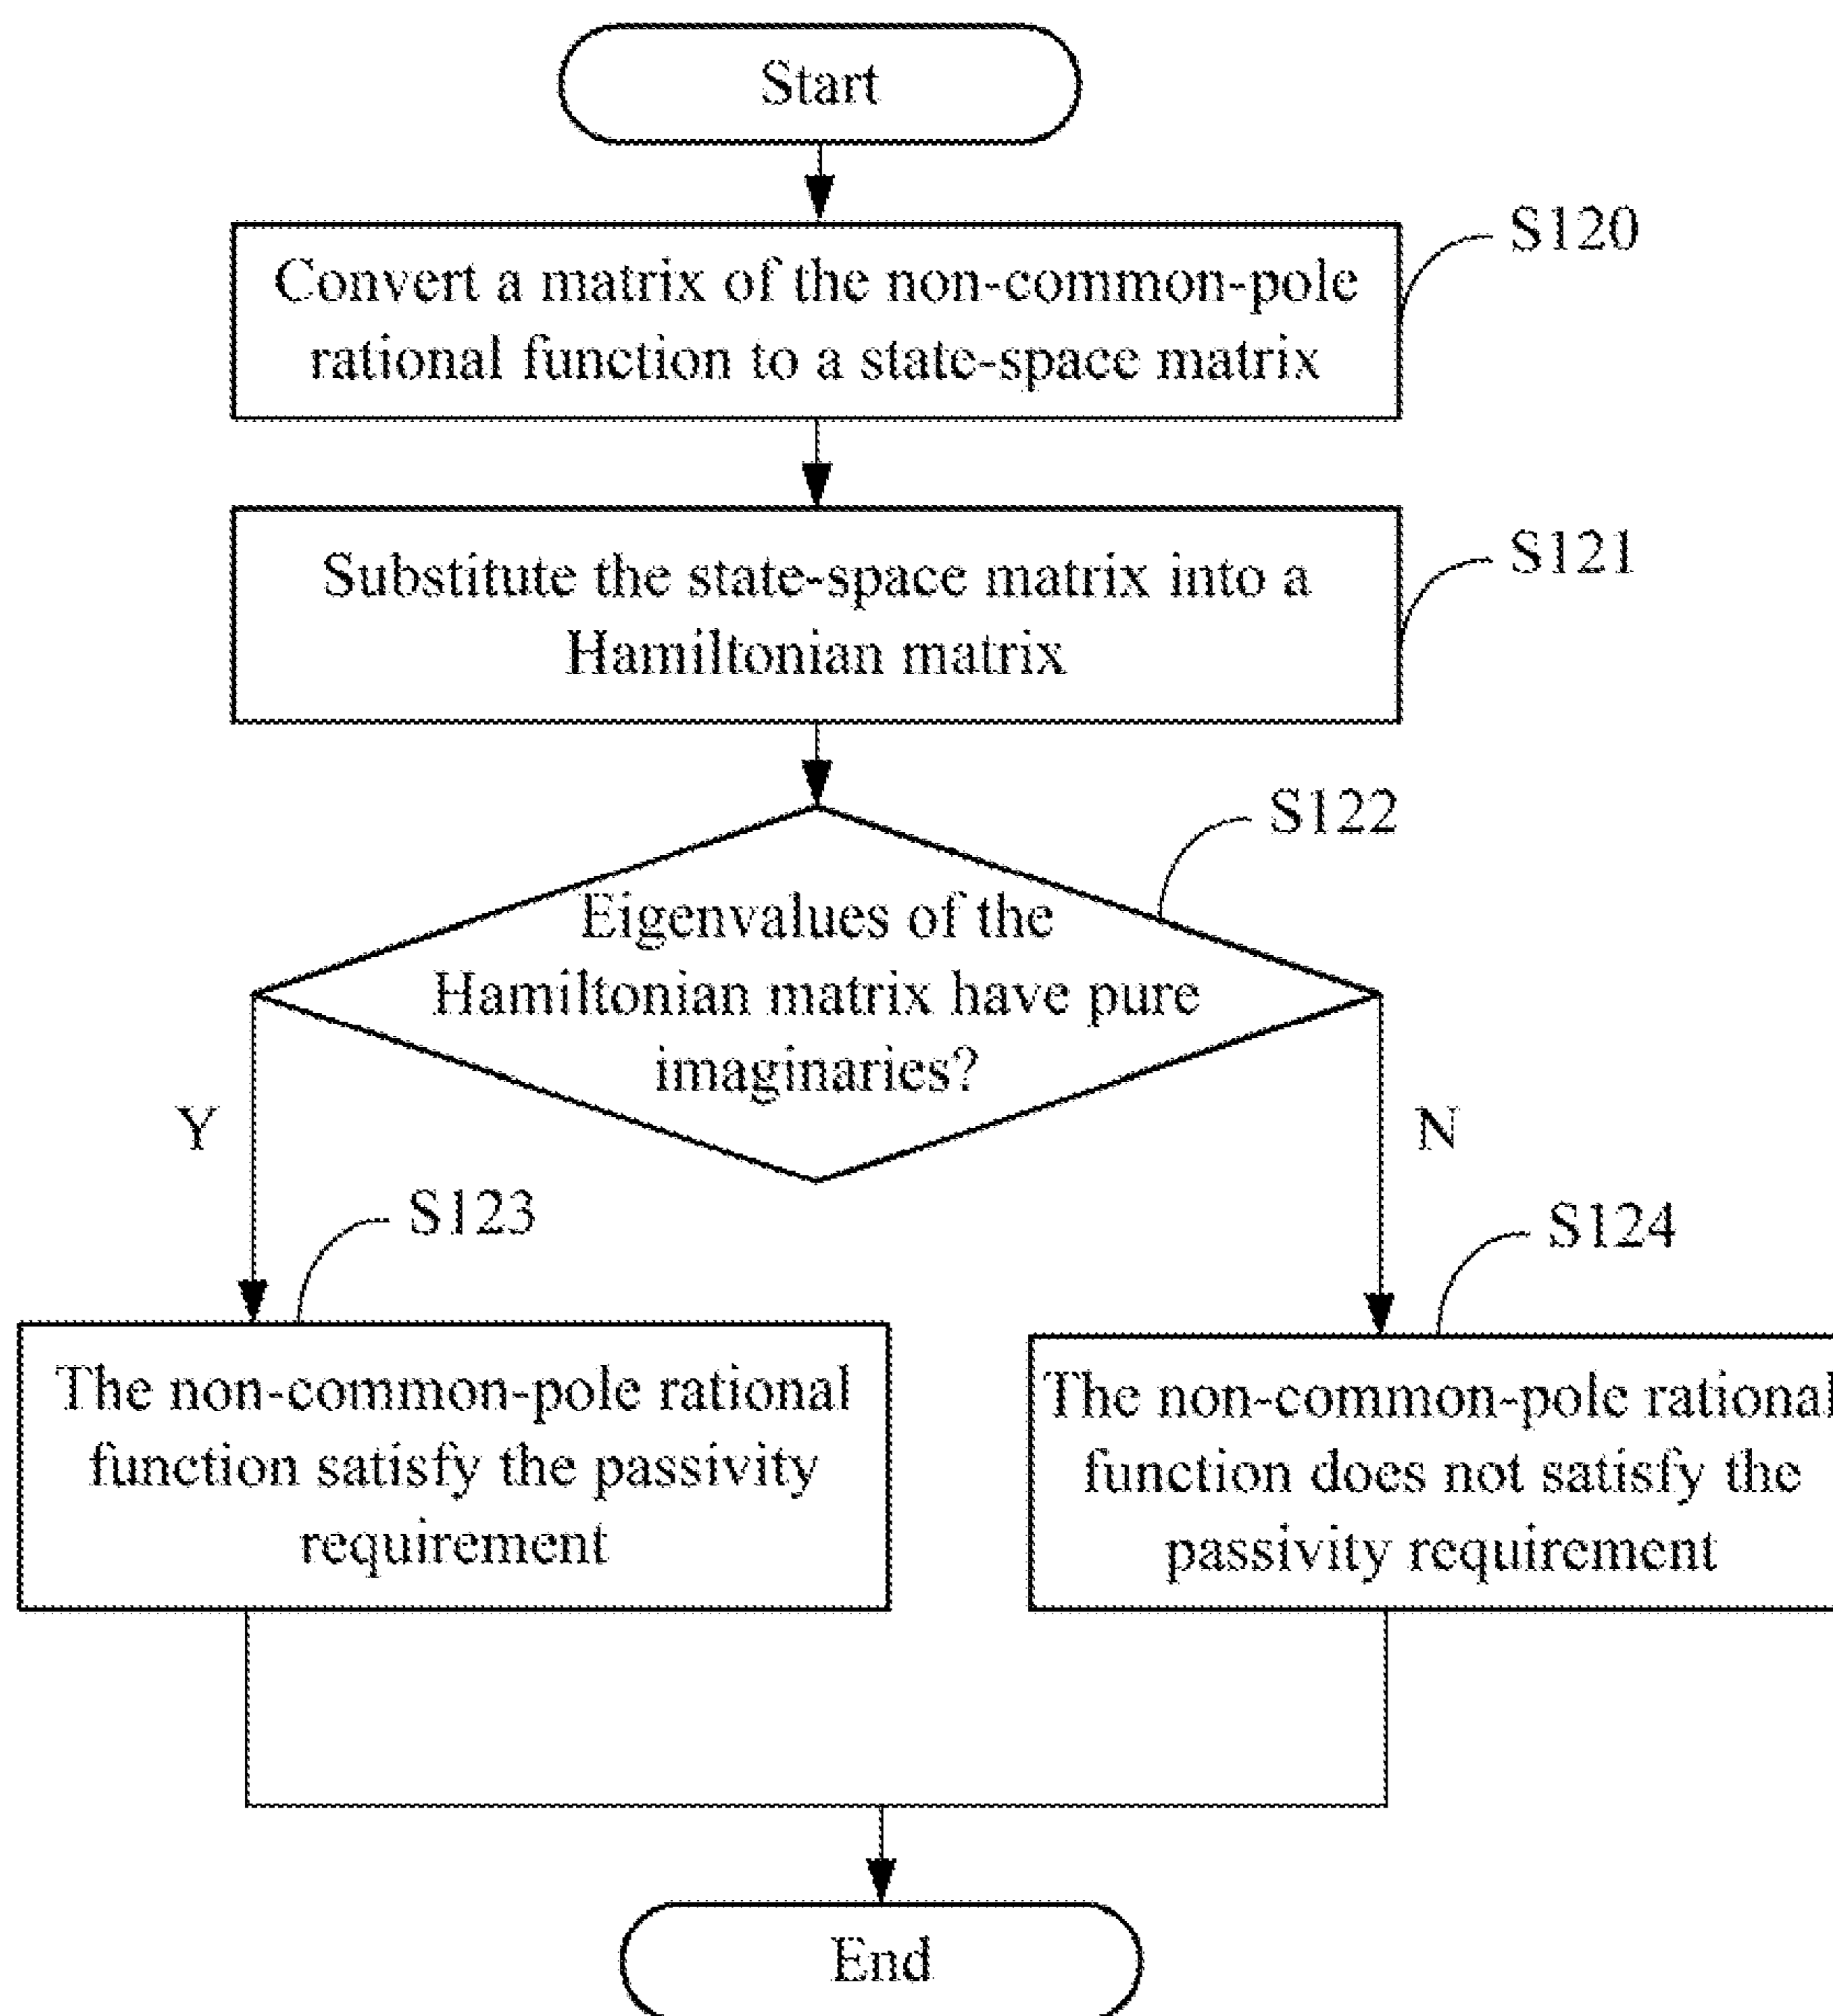 Start
S120
Convert a matrix of the non-common-pole
rational function to a state-space matrix
S121
Substitute the state-space matrix into a
Hamiltonian matrix
S122
Eigenvalues of the
Hamiltonian matrix have pure
imaginaries?
Y
N
S123
S124
The non-common-pole rational
function satisfy the passivity
requirement
The non-common-pole rational
function does not satisfy the
passivity requirement
End